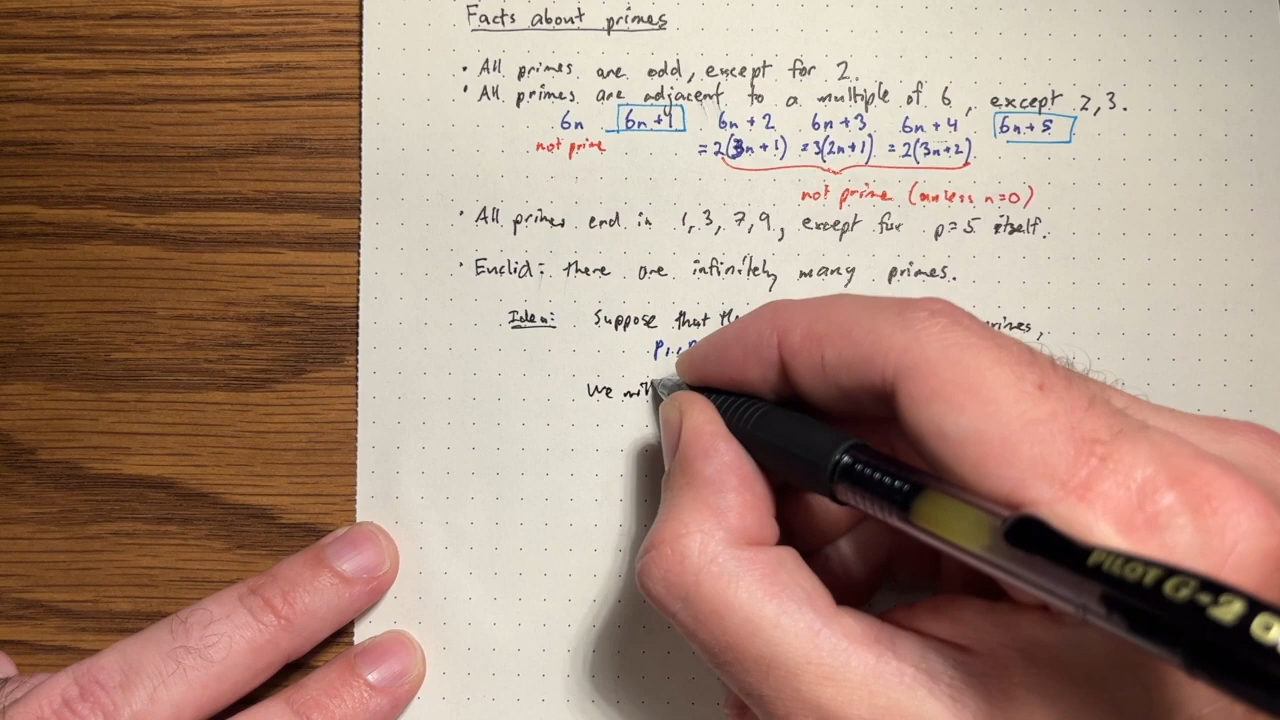 Facts about primes
· All primes are odd, except for 2.
· All primes are adjacent to a multiple of 6, except 2,3.
6n 6n+1 6n+2 6n+3 6n+4 6n+5
not prime =2(3n+1) =3(2n+1) =2(3n+2)
not prime (unless n=0)
· All primes end in 1, 3, 7, 9, except for p=5 itself.
· Euclid: there are infinitely many primes.
Idea: Suppose that
p1,
We
PILOT G-2